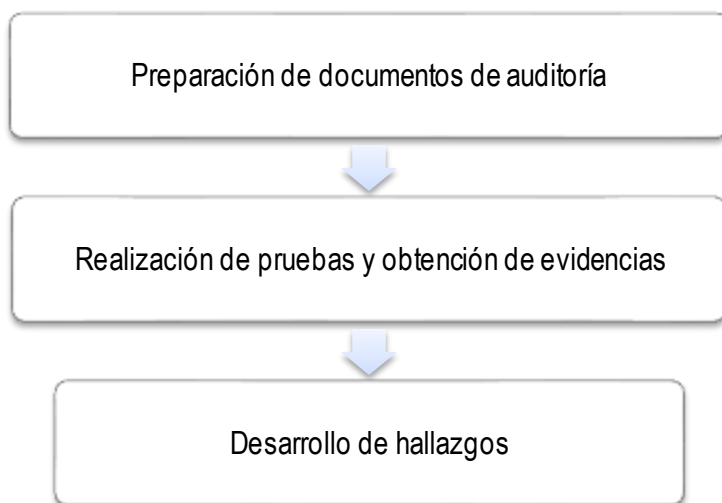 Preparación de documentos de auditoría
Realización de pruebas y obtención de evidencias
Desarrollo de hallazgos